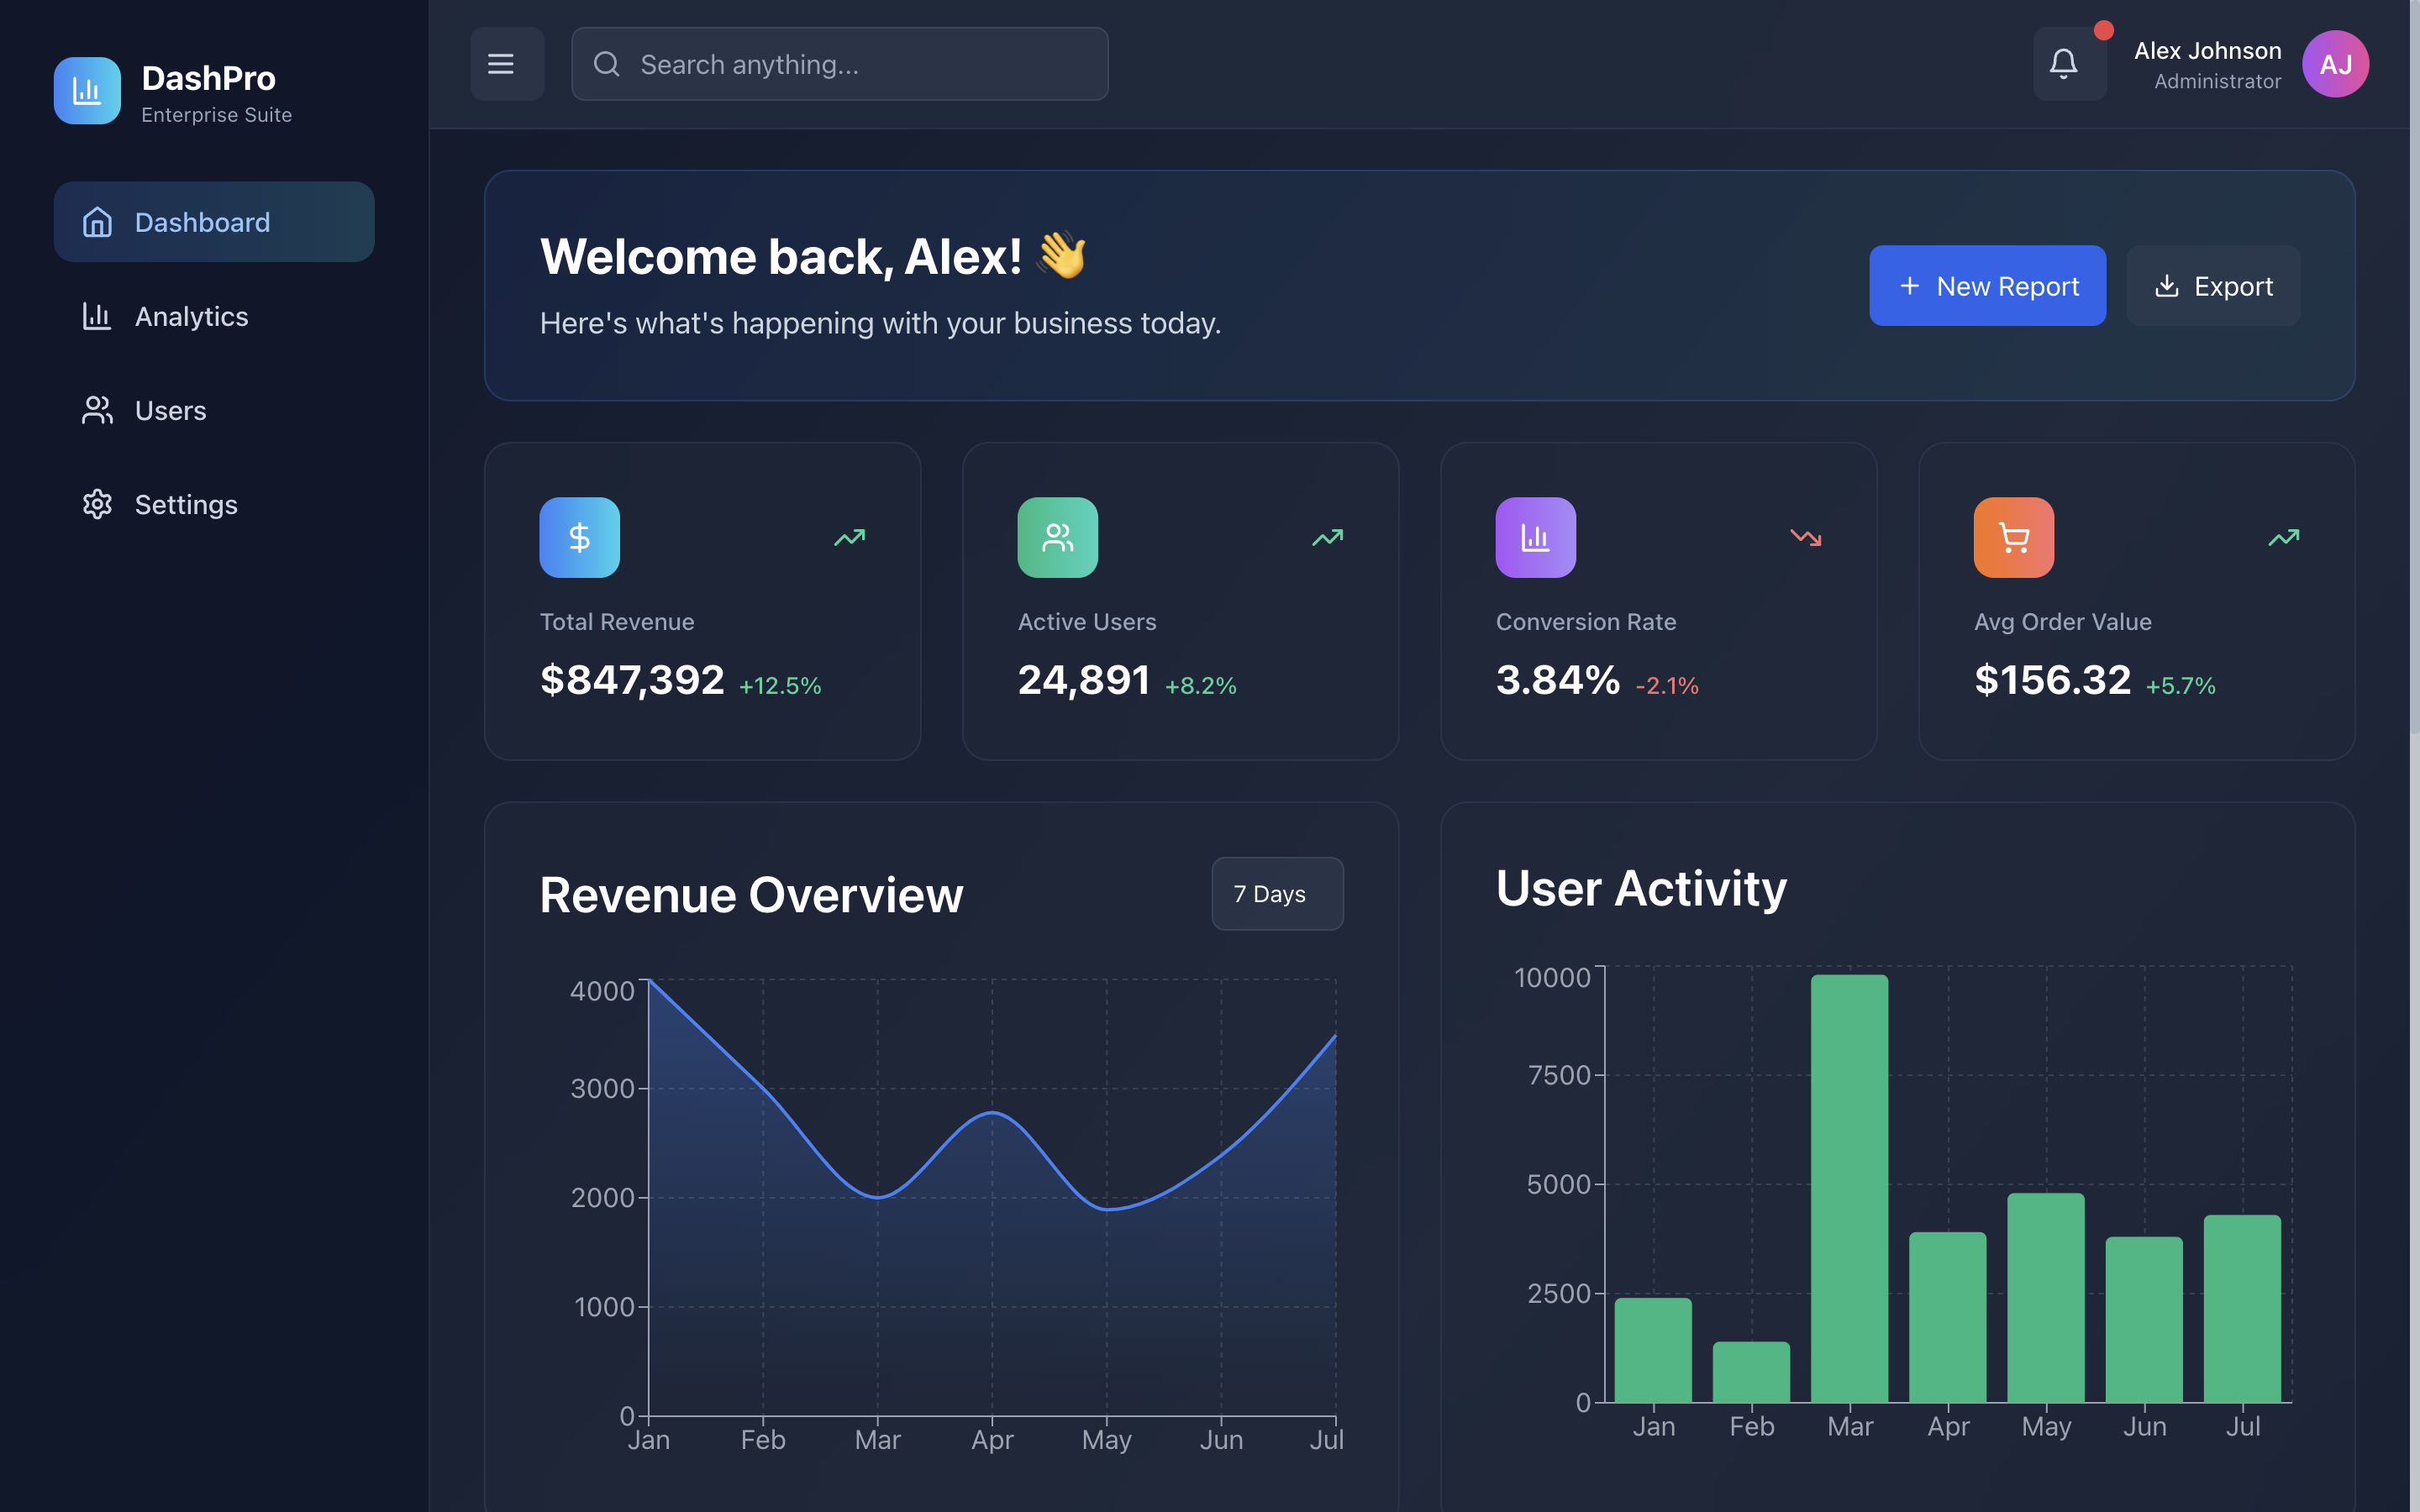 DashPro
Enterprise Suite
Dashboard
Analytics
Users
Settings
Search anything...
Alex Johnson
Administrator
AJ
Welcome back, Alex! 👋
Here's what's happening with your business today.
New Report
Export
Total Revenue
$847,392 +12.5%
Active Users
24,891 +8.2%
Conversion Rate
3.84% -2.1%
Avg Order Value
$156.32 +5.7%
Revenue Overview
7 Days
4000
3000
2000
1000
0
Jan Feb Mar Apr May Jun Jul
User Activity
10000
7500
5000
2500
0
Jan Feb Mar Apr May Jun Jul